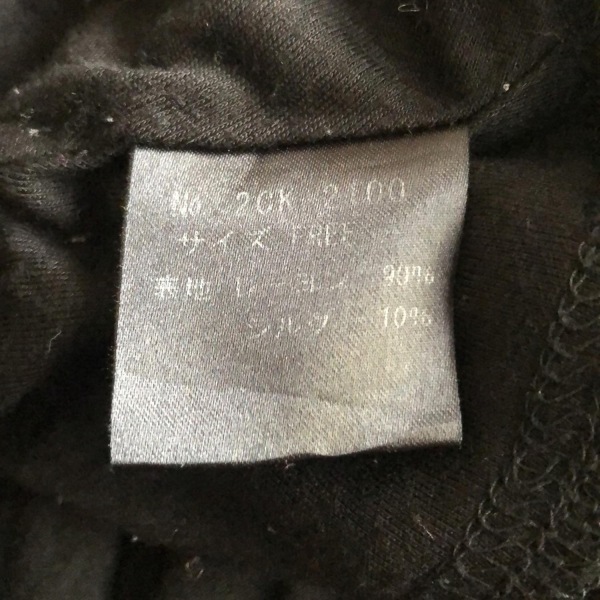 No. 2CK 2100
サイズ FREE
表地 レーヨン 90%
シルク 10%